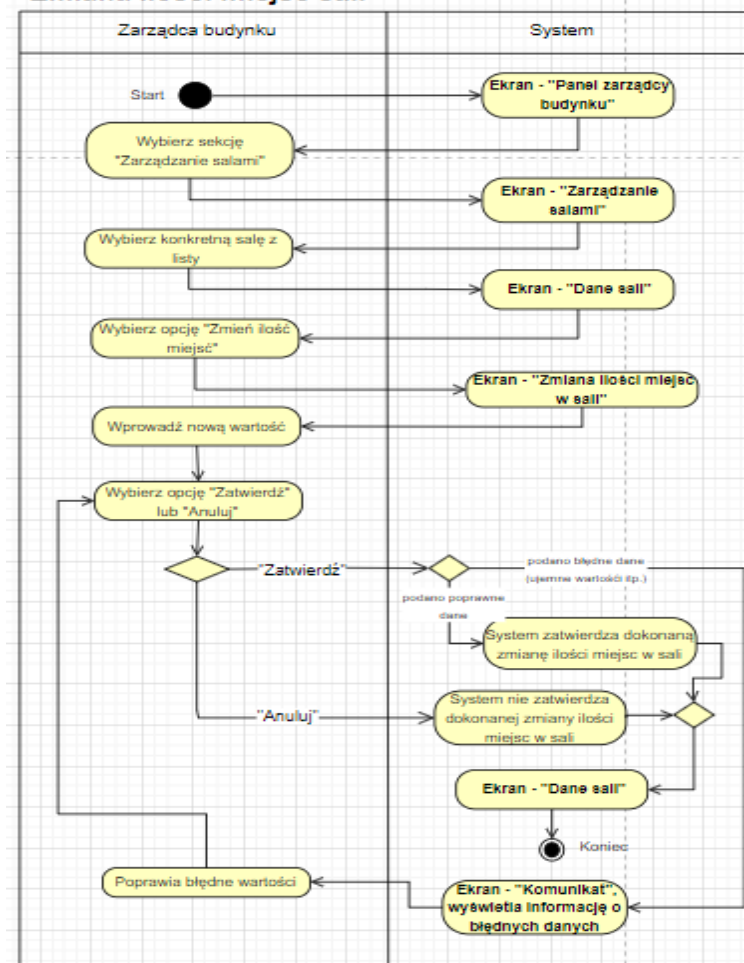 Zarządca budynku
System
Start
Ekran - "Panel zarządcy
budynku"
Wybierz sekcję
"Zarządzanie salami"
Ekran - "Zarządzanie
salami"
Wybierz konkretną salę z
listy
Ekran - "Dane sali"
Wybierz opcję "Zmień ilość
miejsć"
Ekran - "Zmiana ilości miejsc
w sali"
Wprowadź nową wartość
Wybierz opcję "Zatwierdź"
lub "Anuluj"
"Zatwierdź"
podano błędne dane
(ujemne wartości itp.)
podano poprawne
dane
System zatwierdza dokonaną
zmianę ilości miejsc w sali
"Anuluj"
System nie zatwierdza
dokonanej zmiany ilości
miejsc w sali
Ekran - "Dane sali"
Koniec
Poprawia błędne wartości
Ekran - "Komunikat",
wyświetla informację o
błędnych danych